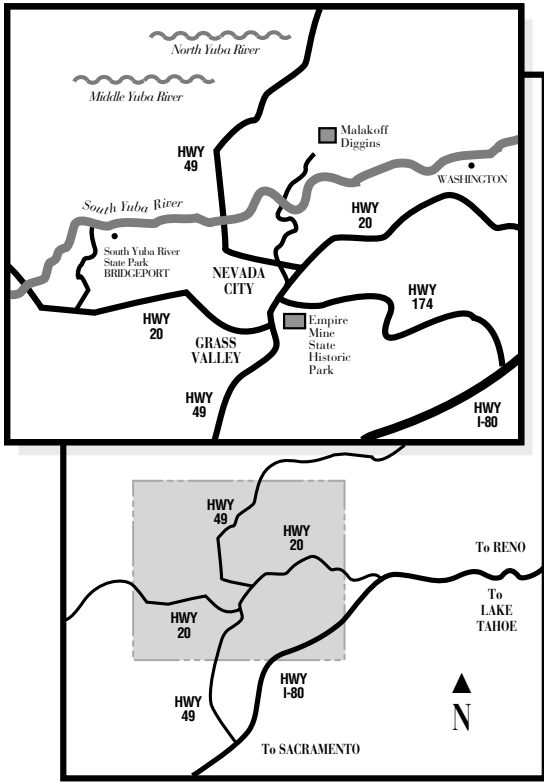 North Yuba River
Middle Yuba River
HWY
49
Malakoff
Diggins
WASHINGTON
South Yuba River
HWY
20
South Yuba River
State Park
BRIDGEPORT
NEVADA
CITY
HWY
174
HWY
20
GRASS
VALLEY
Empire
Mine
State
Historic
Park
HWY
49
HWY
I-80
HWY
49
HWY
20
To RENO
To
LAKE
TAHOE
HWY
20
HWY
I-80
HWY
49
N
To SACRAMENTO